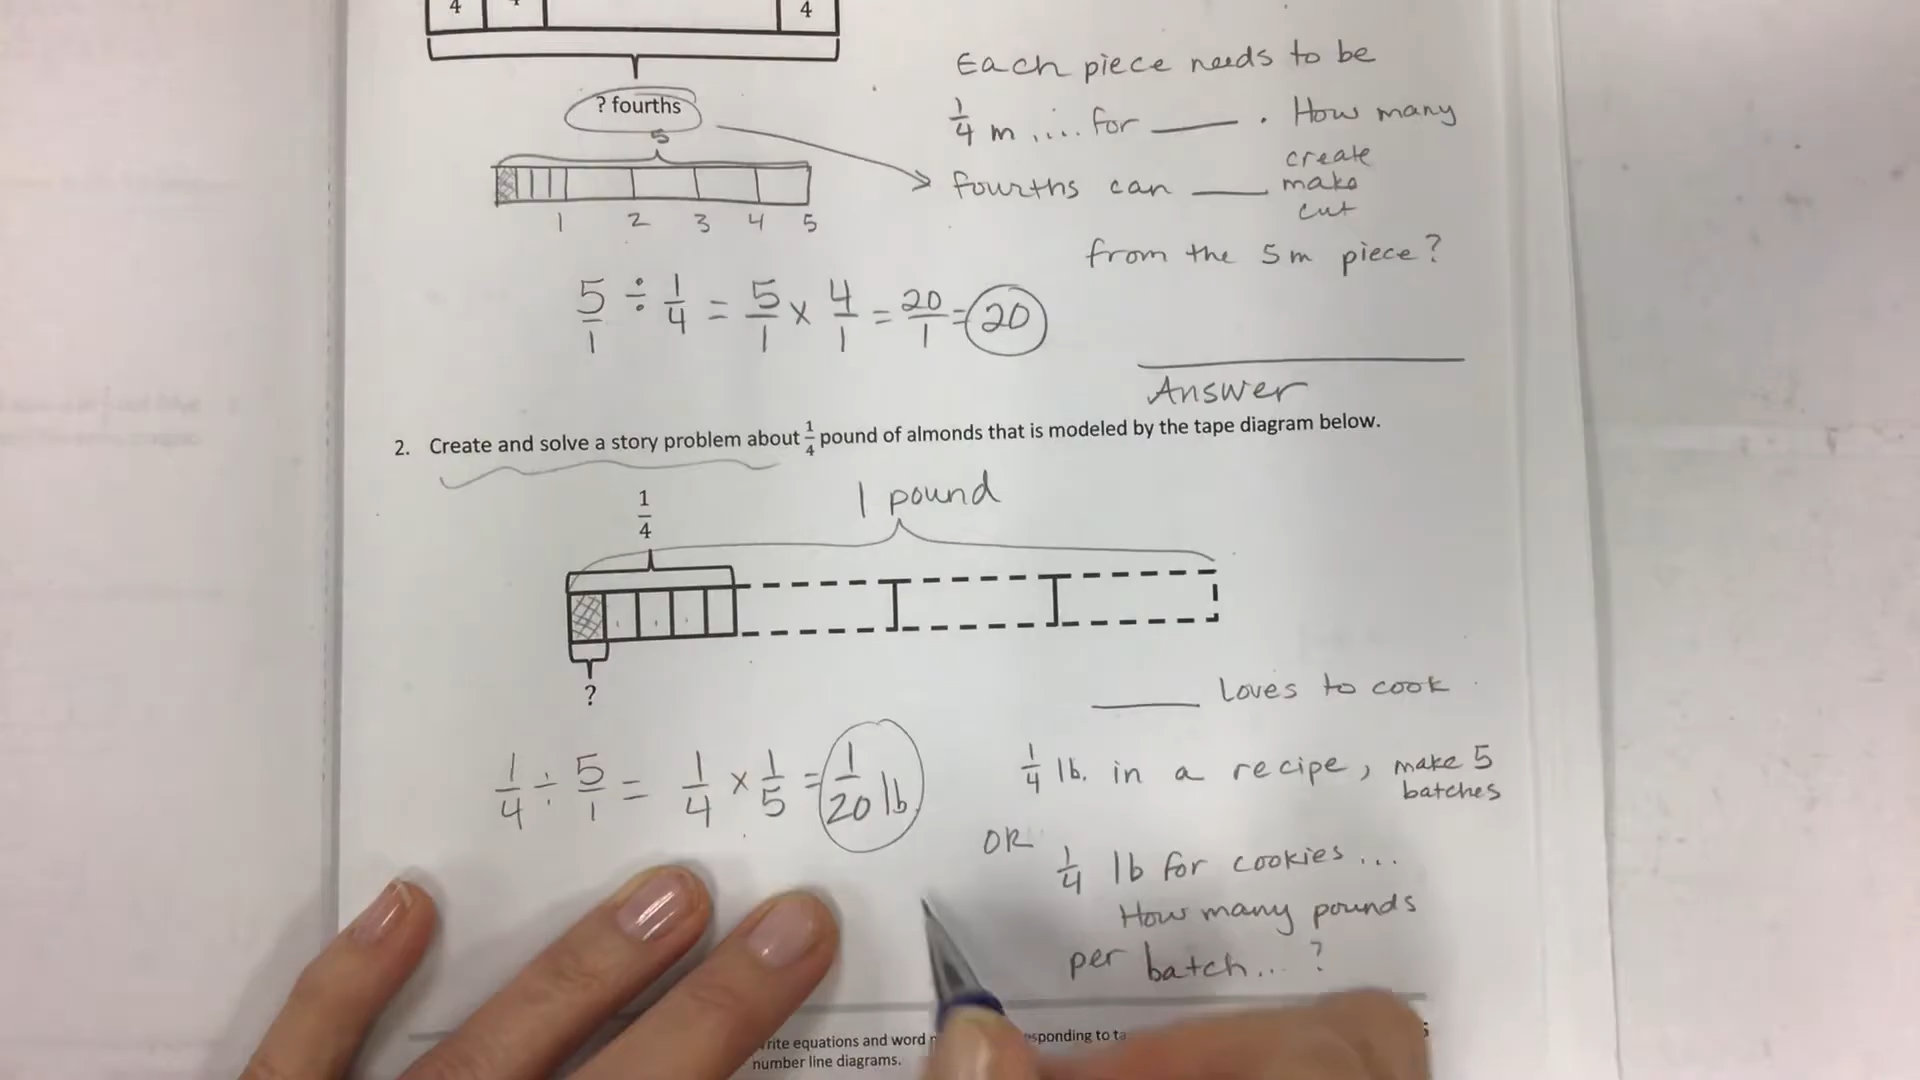 4 4
? fourths
5
1 2 3 4 5
Each piece needs to be
1/4 m .... for ____ . How many
create
fourths can ____ make
cut
from the 5m piece?
5/1 ÷ 1/4 = 5/1 x 4/1 = 20/1 = 20
Answer
2. Create and solve a story problem about 1/4 pound of almonds that is modeled by the tape diagram below.
1/4
1 pound
?
1/4 ÷ 5/1 = 1/4 x 1/5 = 1/20 lb
____ loves to cook
1/4 lb. in a recipe, make 5
batches
OR 1/4 lb for cookies...
How many pounds
per batch... ?
equations and word
number line diagrams.